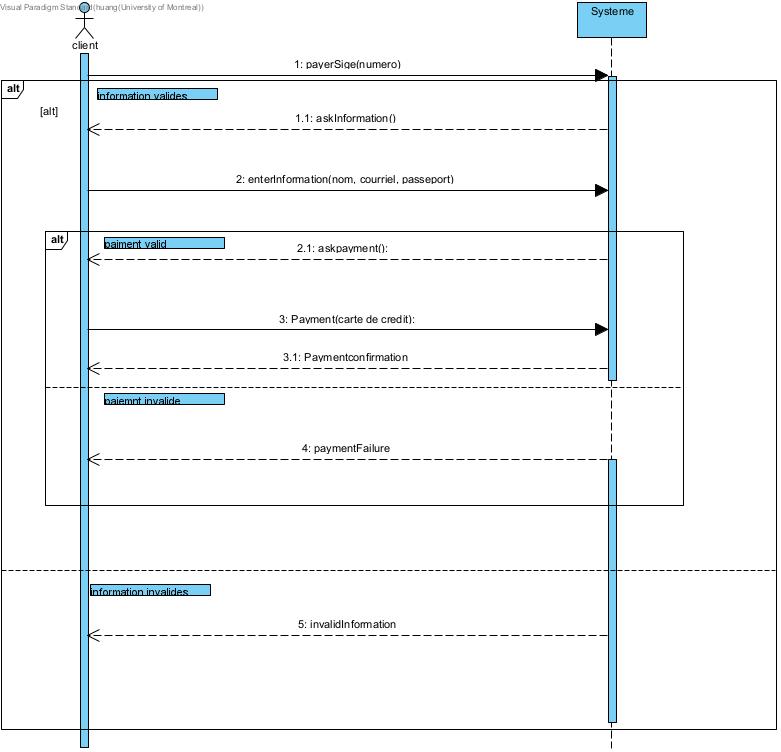 Visual Paradigm Standard(huang(University of Montreal))
Systeme
client
1: payerSige(numero)
alt
information valides
[alt]
1.1: askInformation()
2: enterInformation(nom, courriel, passeport)
alt
paiment valid
2.1: askpayment():
3: Payment(carte de credit):
3.1: Paymentconfirmation
paiemnt invalide
4: paymentFailure
information invalides
5: invalidInformation